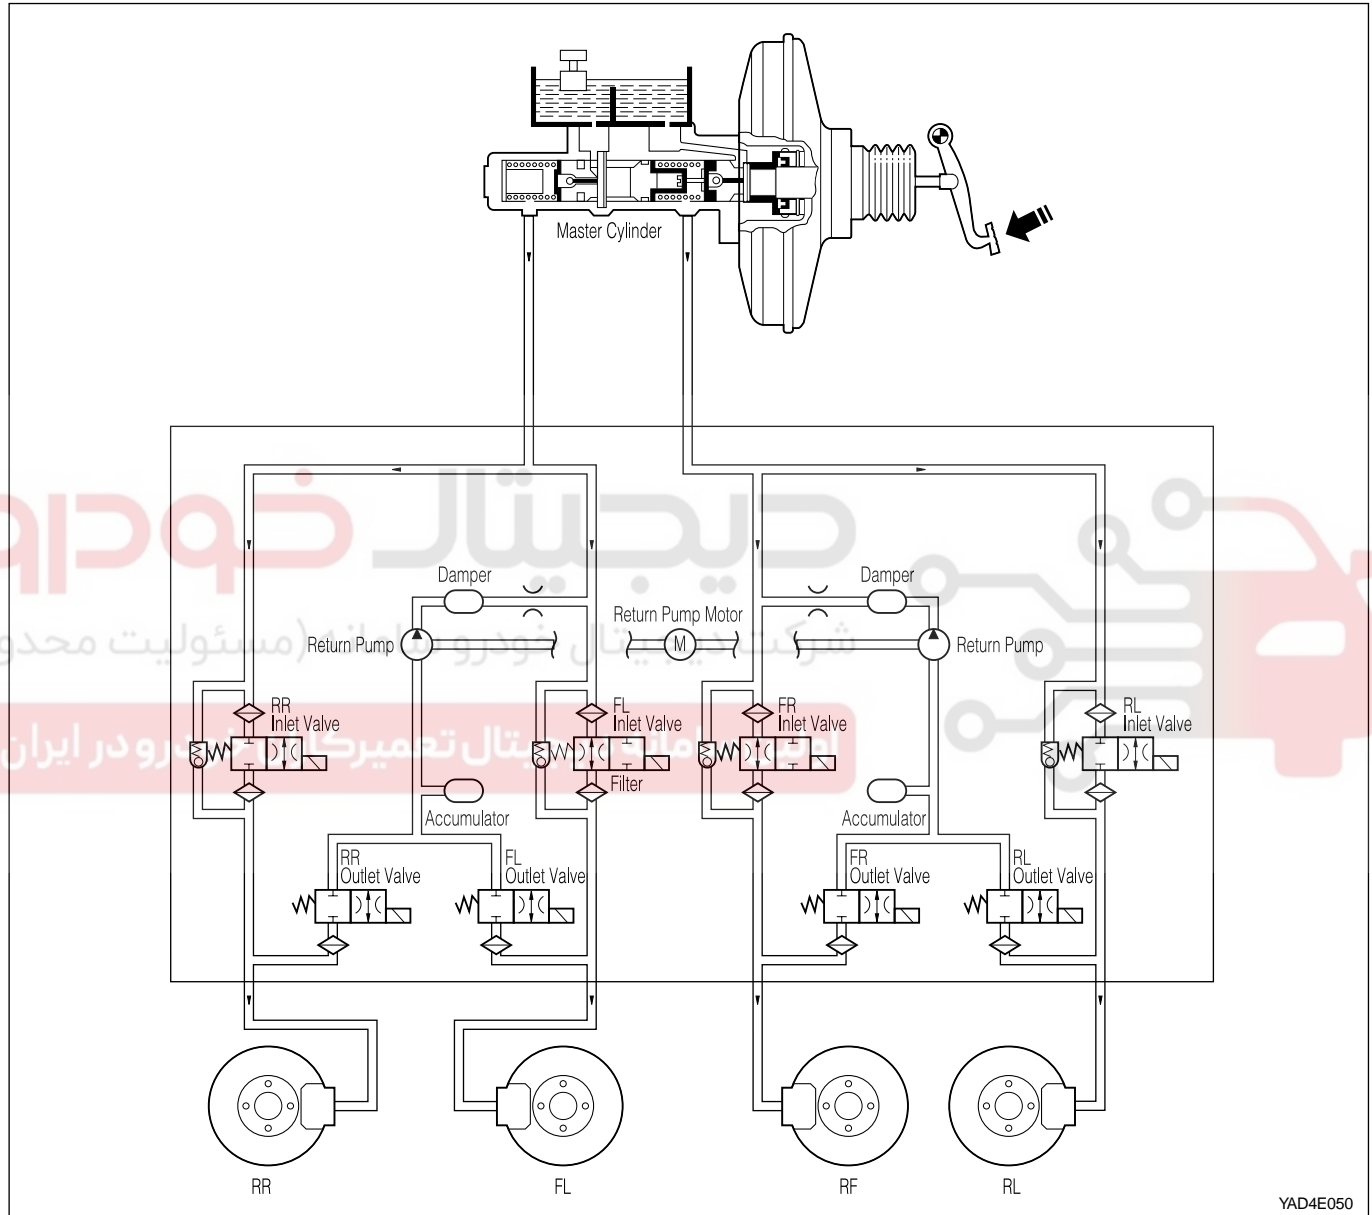 Master Cylinder
دیجیتال خودرو
Damper
Damper
Return Pump Motor
Return Pump
M
Return Pump
RR
Inlet Valve
FL
Inlet Valve
FR
Inlet Valve
RL
Inlet Valve
Filter
Accumulator
Accumulator
RR
Outlet Valve
FL
Outlet Valve
FR
Outlet Valve
RL
Outlet Valve
RR
FL
RF
RL
YAD4E050